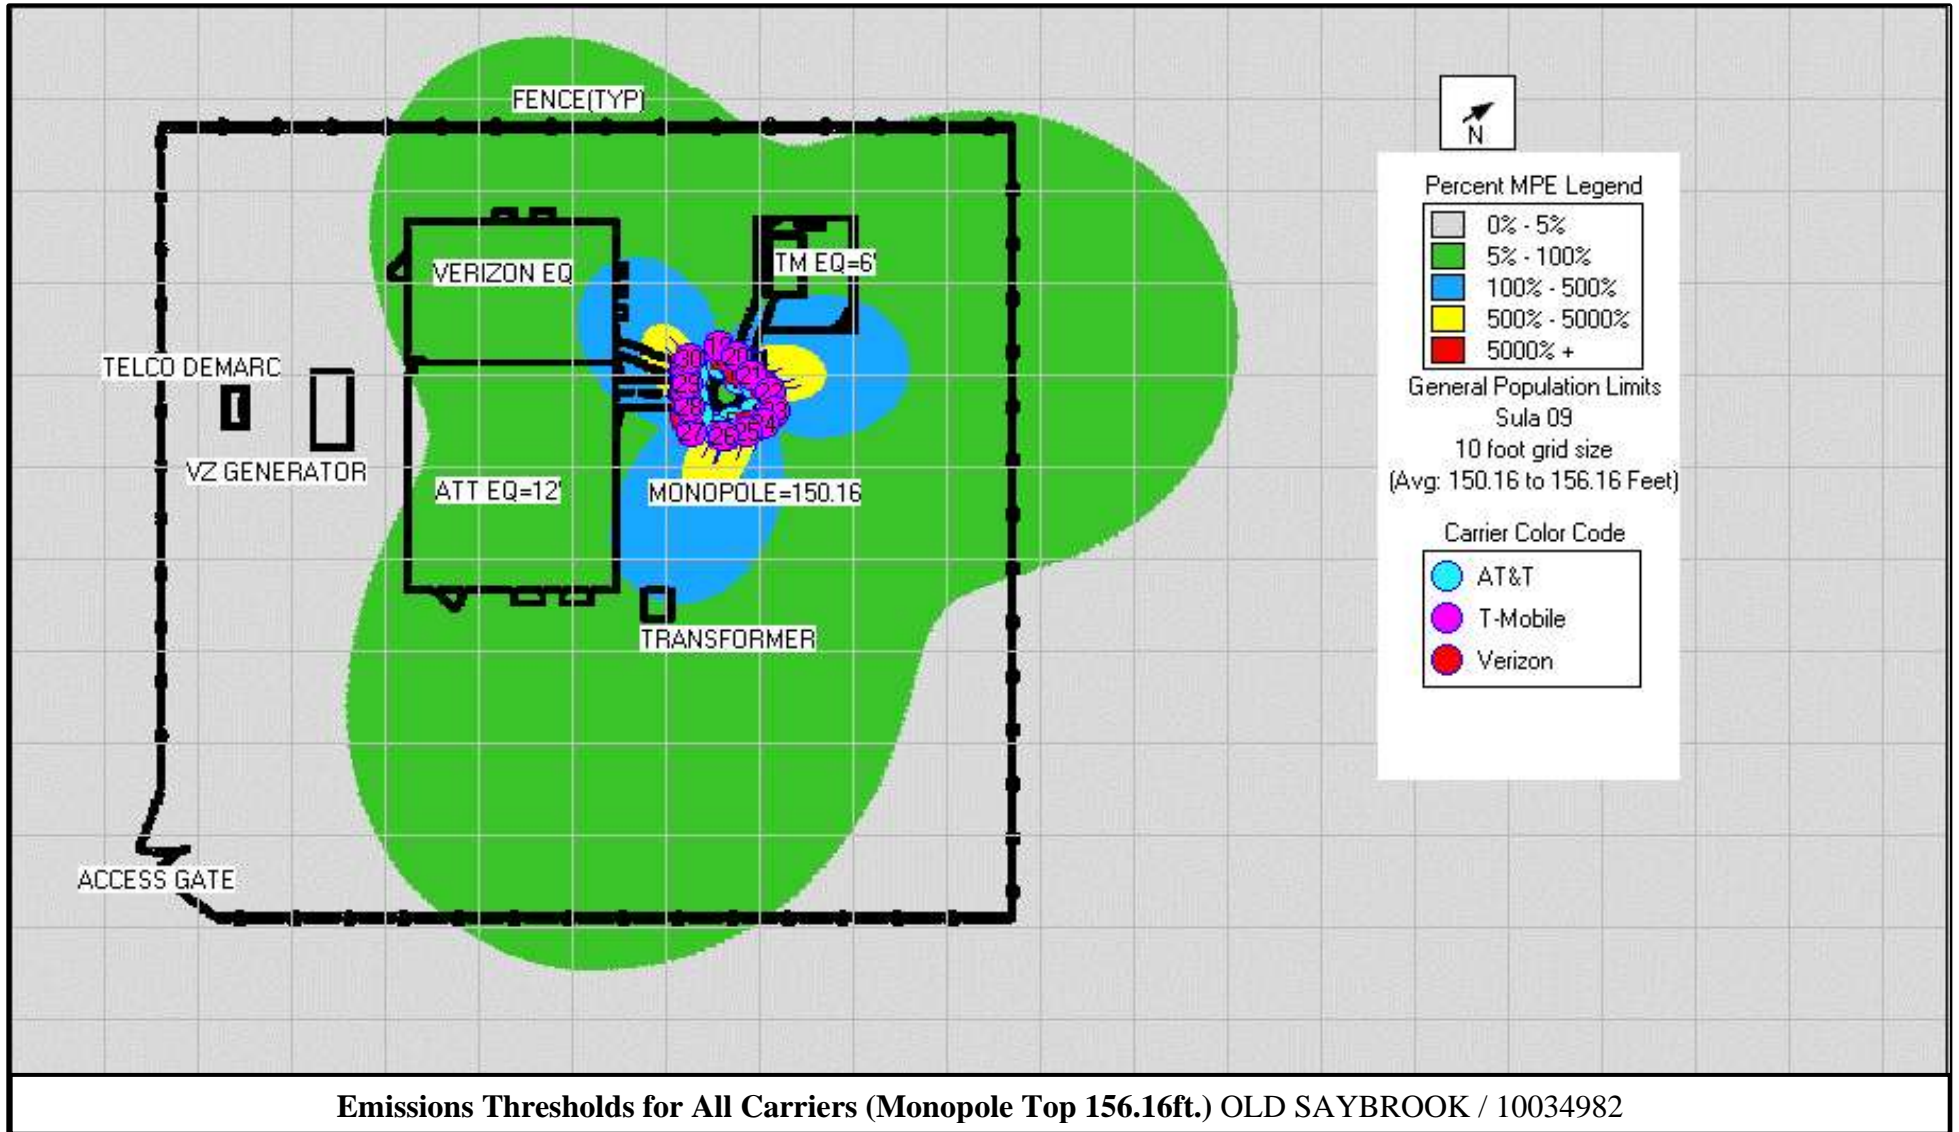 FENCE(TYP)
VERIZON EQ
TM EQ=6'
TELCO DEMARC
VZ GENERATOR
ATT EQ=12'
MONOPOLE=150.16
TRANSFORMER
ACCESS GATE
N
Percent MPE Legend
0% - 5%
5% - 100%
100% - 500%
500% - 5000%
5000% +
General Population Limits
Sula 09
10 foot grid size
(Avg: 150.16 to 156.16 Feet)
Carrier Color Code
AT&T
T-Mobile
Verizon
Emissions Thresholds for All Carriers (Monopole Top 156.16ft.) OLD SAYBROOK / 10034982